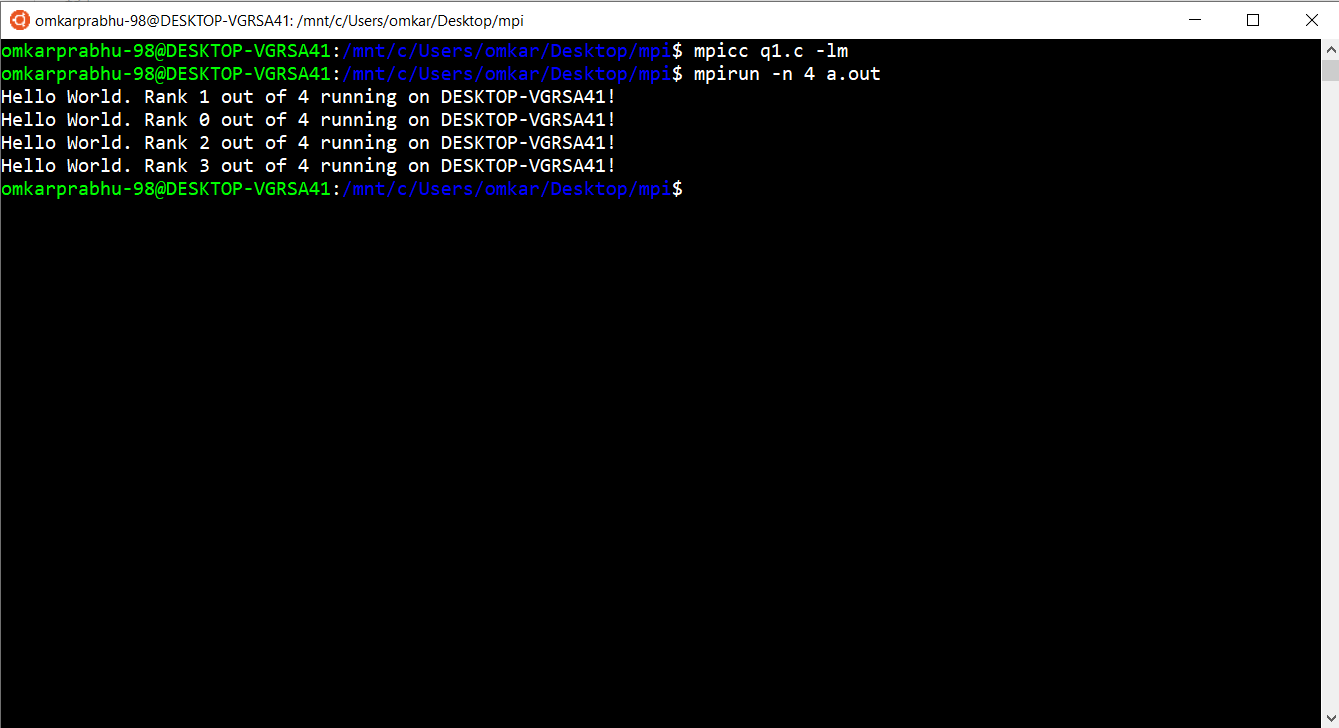 omkarprabhu-98@DESKTOP-VGRSA41: /mnt/c/Users/omkar/Desktop/mpi
omkarprabhu-98@DESKTOP-VGRSA41:/mnt/c/Users/omkar/Desktop/mpi$ mpicc q1.c -lm
omkarprabhu-98@DESKTOP-VGRSA41:/mnt/c/Users/omkar/Desktop/mpi$ mpirun -n 4 a.out
Hello World. Rank 1 out of 4 running on DESKTOP-VGRSA41!
Hello World. Rank 0 out of 4 running on DESKTOP-VGRSA41!
Hello World. Rank 2 out of 4 running on DESKTOP-VGRSA41!
Hello World. Rank 3 out of 4 running on DESKTOP-VGRSA41!
omkarprabhu-98@DESKTOP-VGRSA41:/mnt/c/Users/omkar/Desktop/mpi$